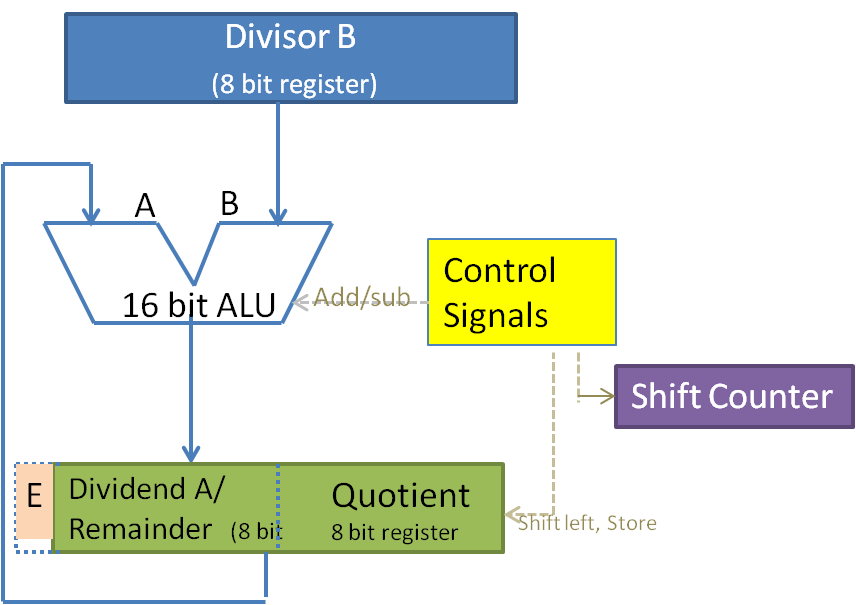 Divisor B
(8 bit register)
A
B
16 bit ALU
Add/sub
Control
Signals
Shift Counter
E
Dividend A/
Remainder (8 bit
Quotient
8 bit register
Shift left, Store